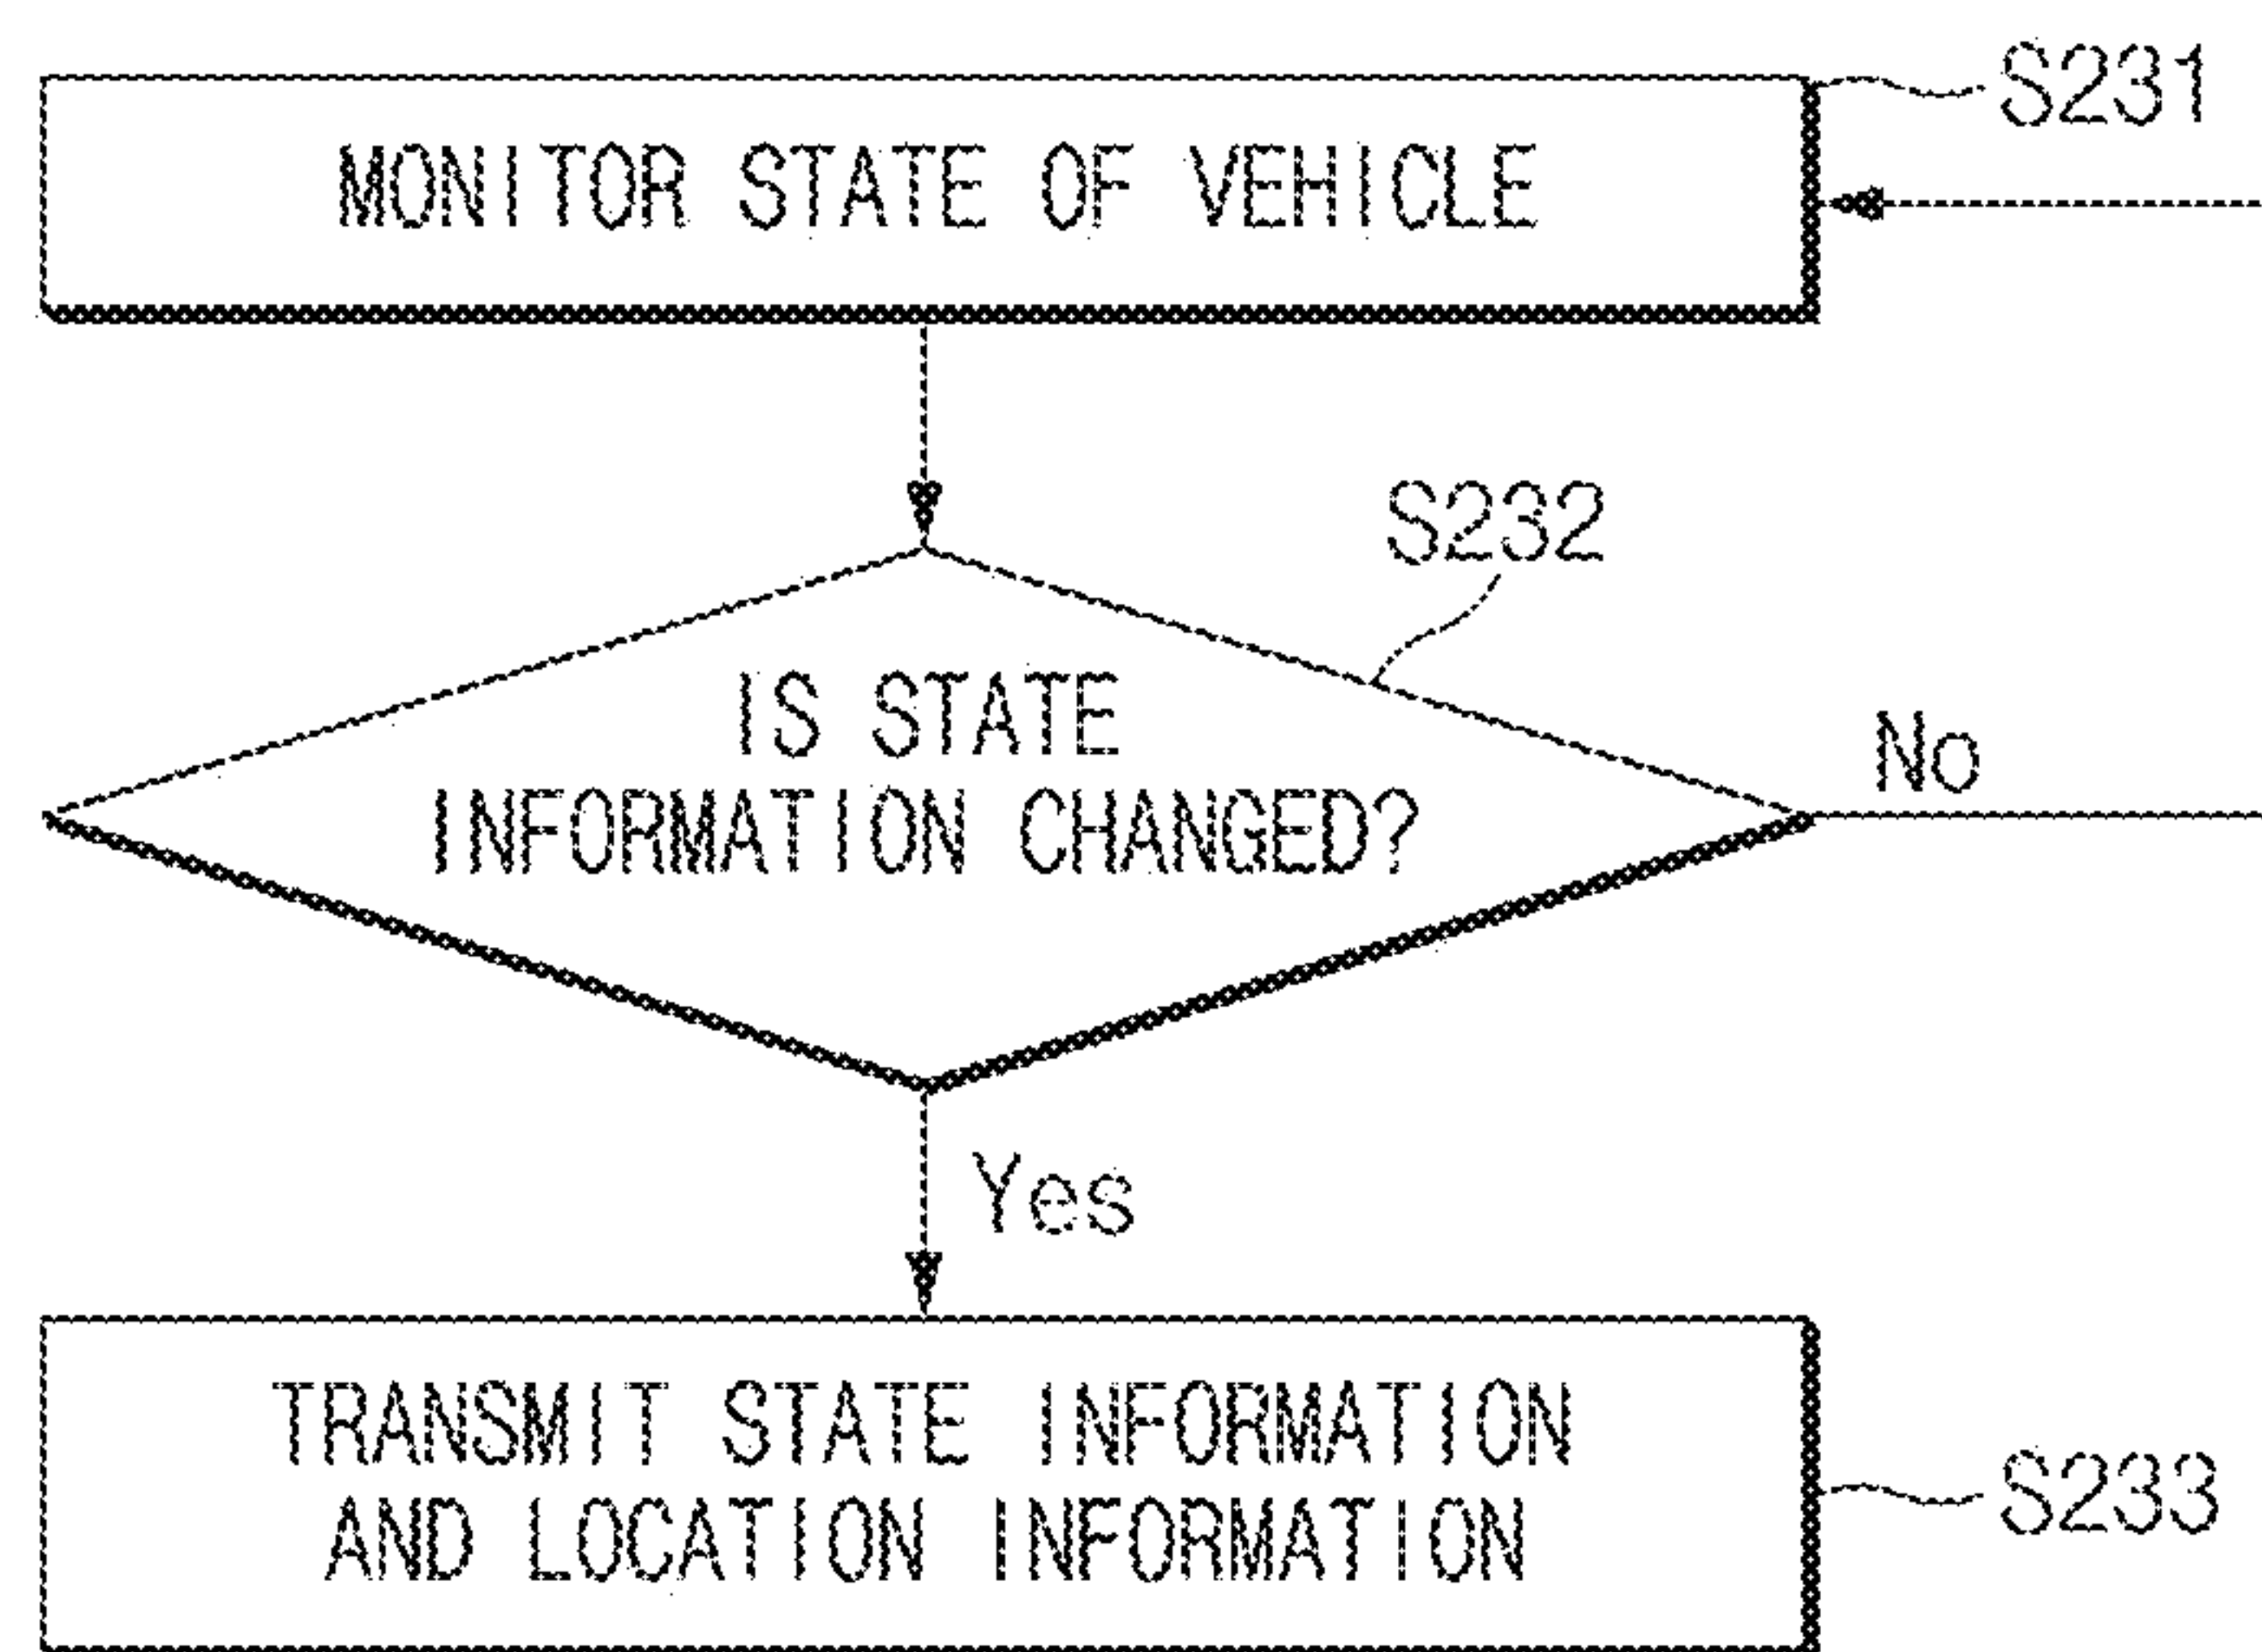 S231
MONITOR STATE OF VEHICLE
S232
IS STATE
INFORMATION CHANGED?
No
Yes
TRANSMIT STATE INFORMATION
AND LOCATION INFORMATION
S233